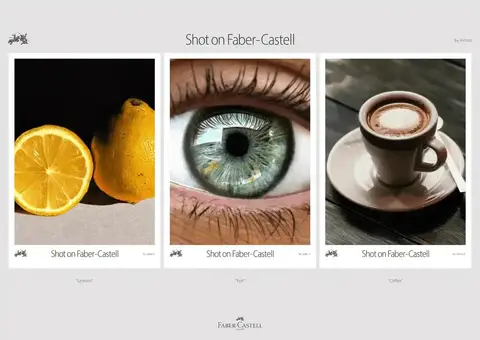 Shot on Faber-Castell
Shot on Faber-Castell
Shot on Faber-Castell
Shot on Faber-Castell
"Lemons"
"Eye"
"Coffee"
FABER-CASTELL